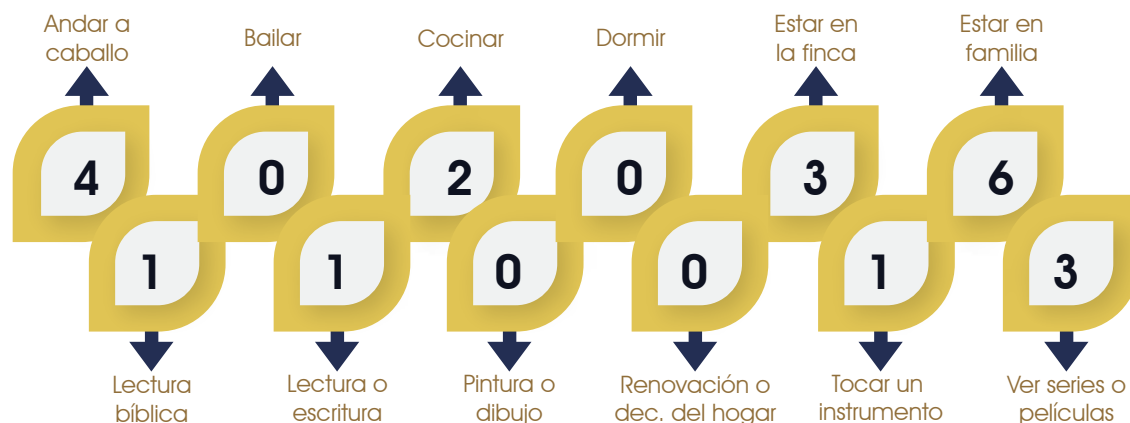 Andar a
caballo
Bailar
Cocinar
Dormir
Estar en
la finca
Estar en
familia
4
0
2
0
3
6
1
1
0
0
1
3
Lectura
bíblica
Lectura o
escritura
Pintura o
dibujo
Renovación o
dec. del hogar
Tocar un
instrumento
Ver series o
películas